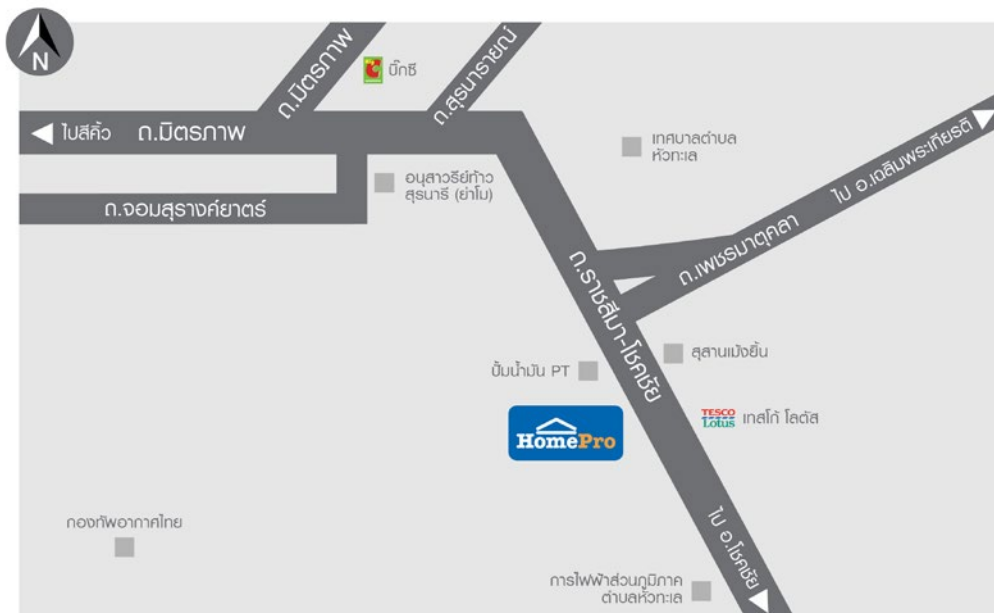 N
ถ.มิตรภาพ
บิ๊กซี
ถ.สุรนารายณ์
ไปสีคิ้ว ถ.มิตรภาพ
เทศบาลตำบล
หัวทะเล
ไป อ.เฉลิมพระเกียรติ
อนุสาวรีย์ท้าว
สุรนารี (ย่าโม)
ถ.จอมสุรางค์ยาตร์
ถ.เพชรมาตุคลา
ถ.ราชสีมา-โชคชัย
สุสานเม้งยิ้น
ปั้มน้ำมัน PT
TESCO
Lotus
เทสโก้ โลตัส
HomePro
กองทัพอากาศไทย
ไป อ.โชคชัย
การไฟฟ้าส่วนภูมิภาค
ตำบลหัวทะเล